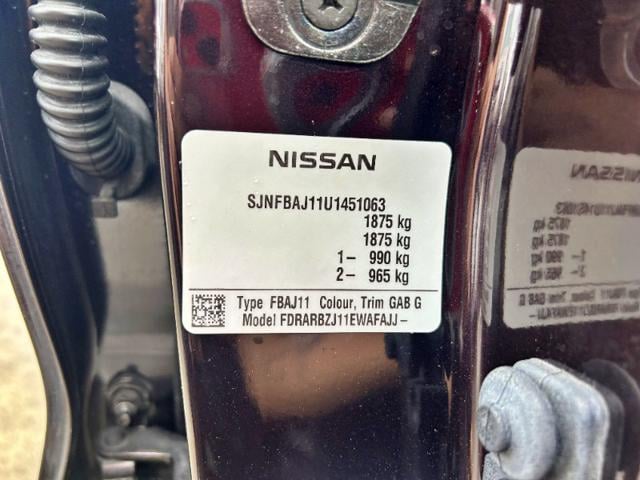 NISSAN
SJNFBAJ11U1451063
1875 kg
1875 kg
1– 990 kg
2– 965 kg
Type FBAJ11 Colour, Trim GAB G
Model FDRARBZJ11EWAFAJJ–